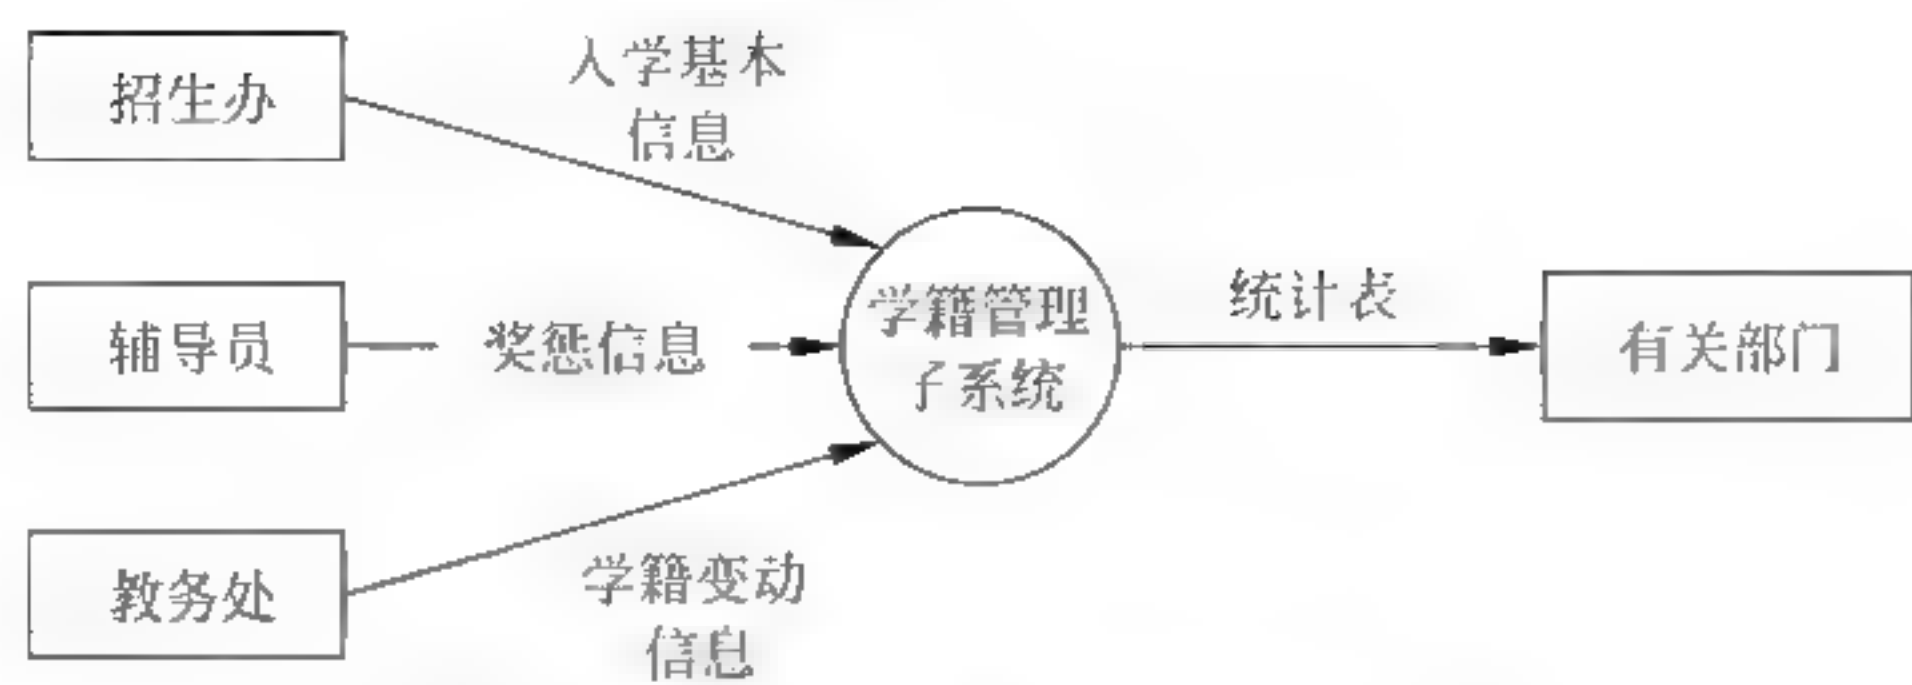 招生办
入学基本
信息
辅导员
奖惩信息
学籍管理
子系统
统计表
有关部门
教务处
学籍变动
信息